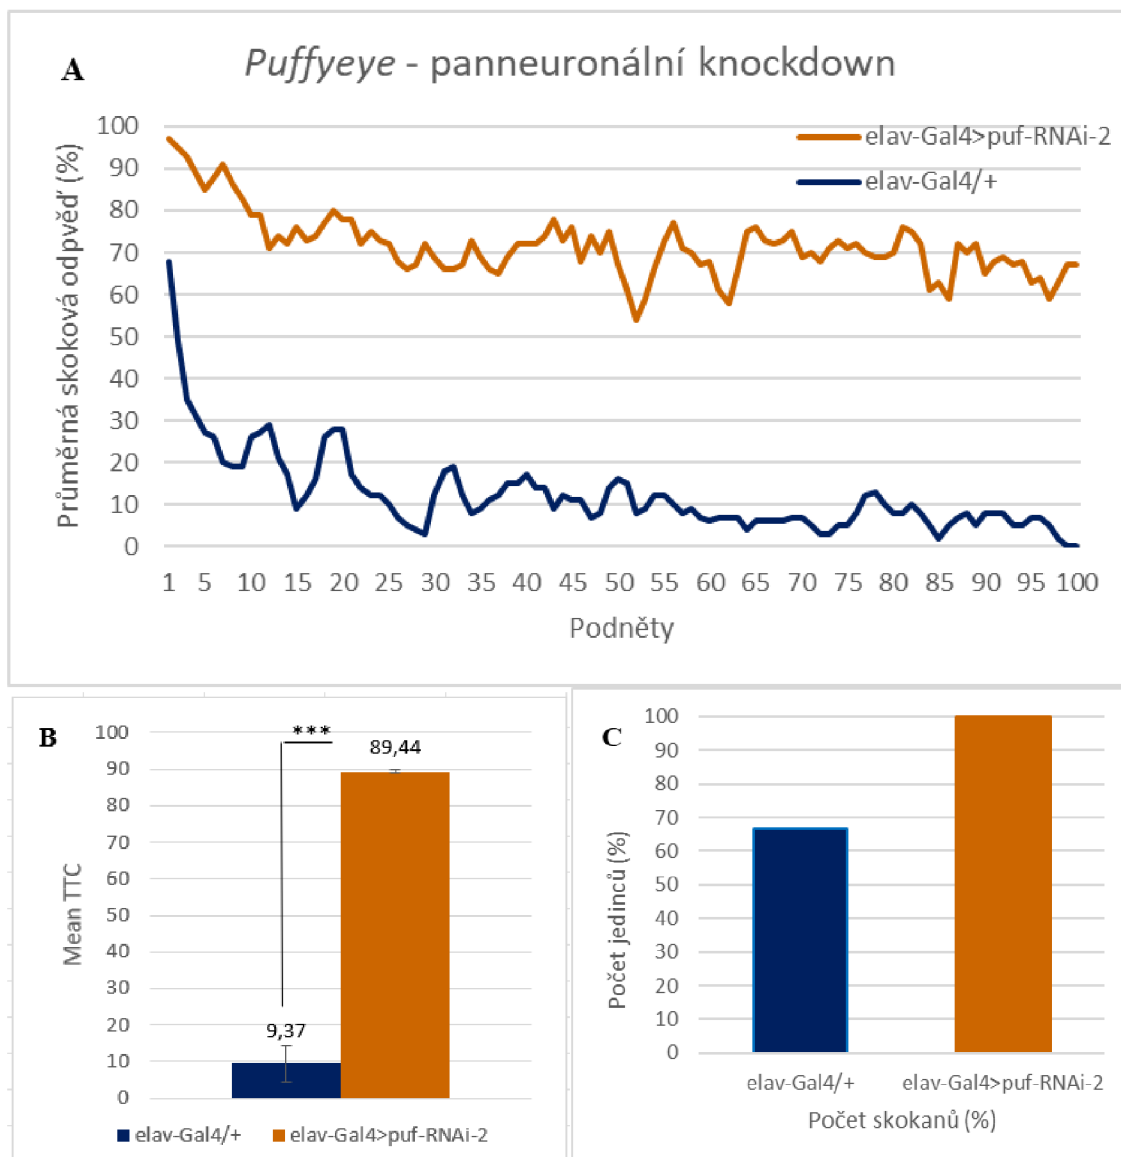 A
Puffyeye - panneuronální knockdown
Průměrná skoková odpvěď (%)
100
90
80
70
60
50
40
30
20
10
0
elav-Gal4>puf-RNAi-2
elav-Gal4/+
1 5 10 15 20 25 30 35 40 45 50 55 60 65 70 75 80 85 90 95 100
Podněty
B
Mean TTC
100
90
80
70
60
50
40
30
20
10
0
***
89,44
9,37
elav-Gal4/+ elav-Gal4>puf-RNAi-2
C
Počet jedinců (%)
100
90
80
70
60
50
40
30
20
10
0
elav-Gal4/+ elav-Gal4>puf-RNAi-2
Počet skokanů (%)